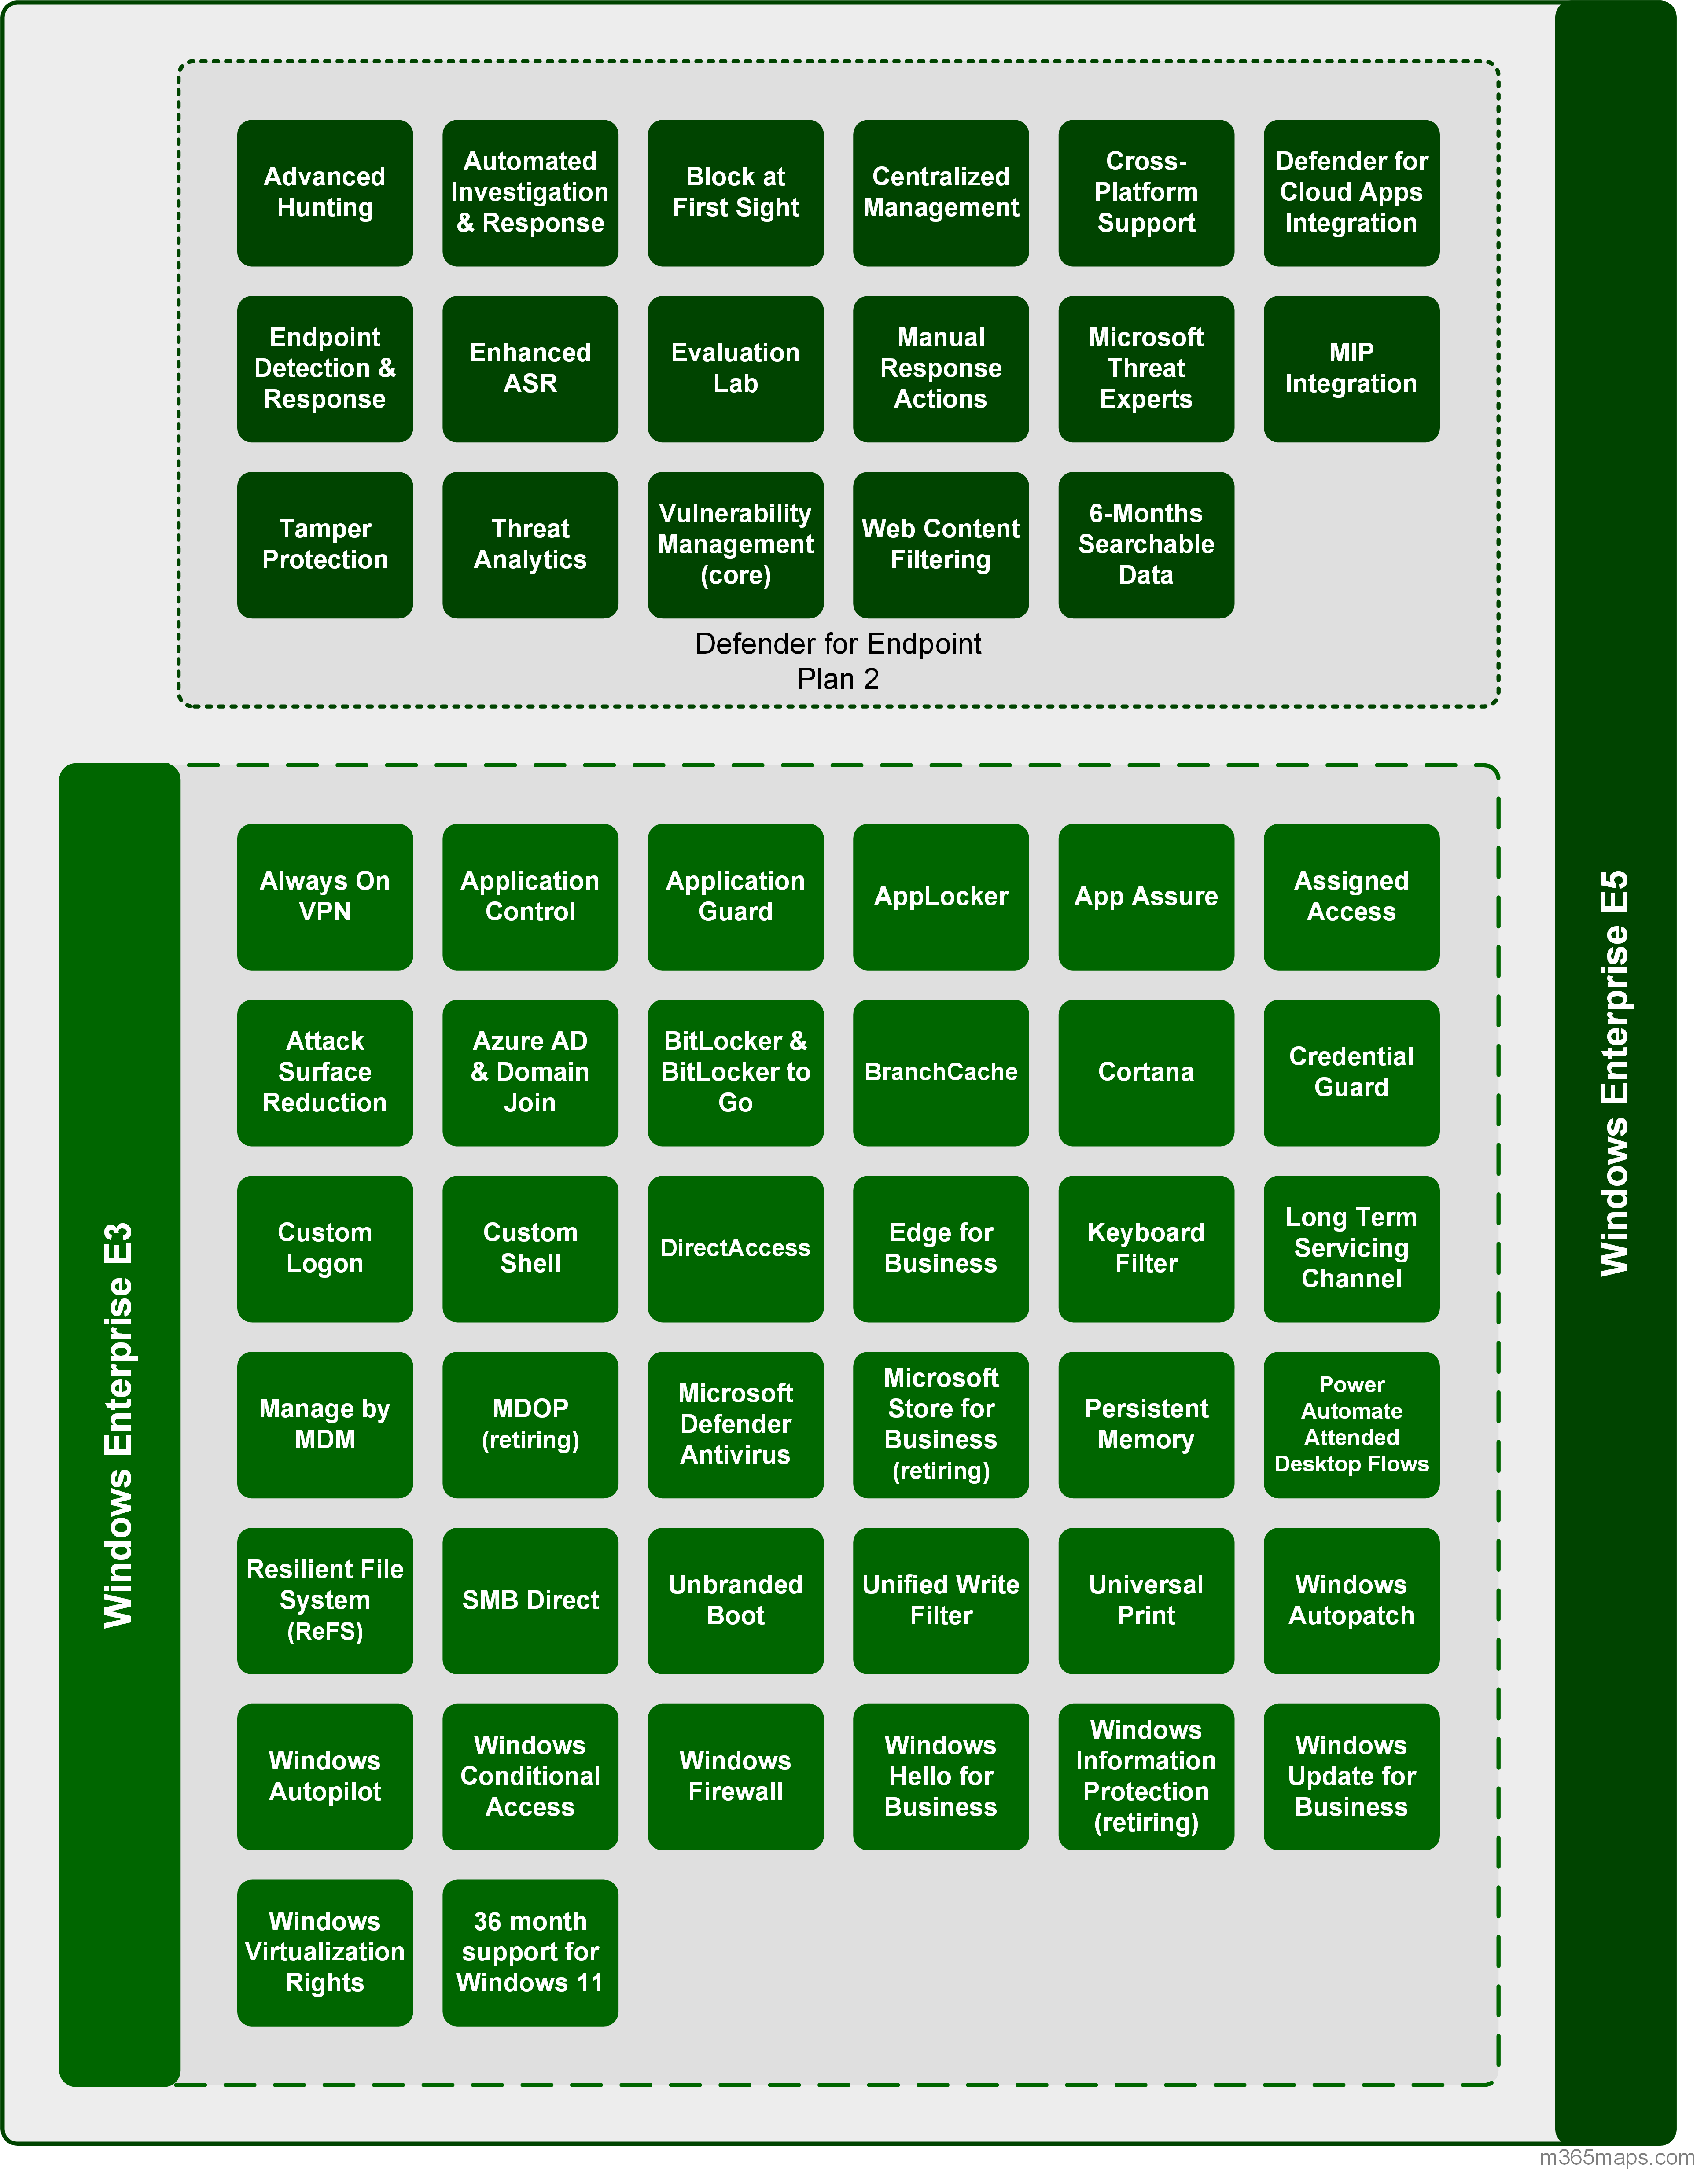 Advanced
Hunting
Automated
Investigation
& Response
Block at
First Sight
Centralized
Management
Cross-
Platform
Support
Defender for
Cloud Apps
Integration
Endpoint
Detection &
Response
Enhanced
ASR
Evaluation
Lab
Manual
Response
Actions
Microsoft
Threat
Experts
MIP
Integration
Tamper
Protection
Threat
Analytics
Vulnerability
Management
(core)
Web Content
Filtering
6-Months
Searchable
Data
Defender for Endpoint
Plan 2
Windows Enterprise E5
Windows Enterprise E3
Always On
VPN
Application
Control
Application
Guard
AppLocker
App Assure
Assigned
Access
Attack
Surface
Reduction
Azure AD
& Domain
Join
BitLocker &
BitLocker to
Go
BranchCache
Cortana
Credential
Guard
Custom
Logon
Custom
Shell
DirectAccess
Edge for
Business
Keyboard
Filter
Long Term
Servicing
Channel
Manage by
MDM
MDOP
(retiring)
Microsoft
Defender
Antivirus
Microsoft
Store for
Business
(retiring)
Persistent
Memory
Power
Automate
Attended
Desktop Flows
Resilient File
System
(ReFS)
SMB Direct
Unbranded
Boot
Unified Write
Filter
Universal
Print
Windows
Autopatch
Windows
Autopilot
Windows
Conditional
Access
Windows
Firewall
Windows
Hello for
Business
Windows
Information
Protection
(retiring)
Windows
Update for
Business
Windows
Virtualization
Rights
36 month
support for
Windows 11
m365maps.com